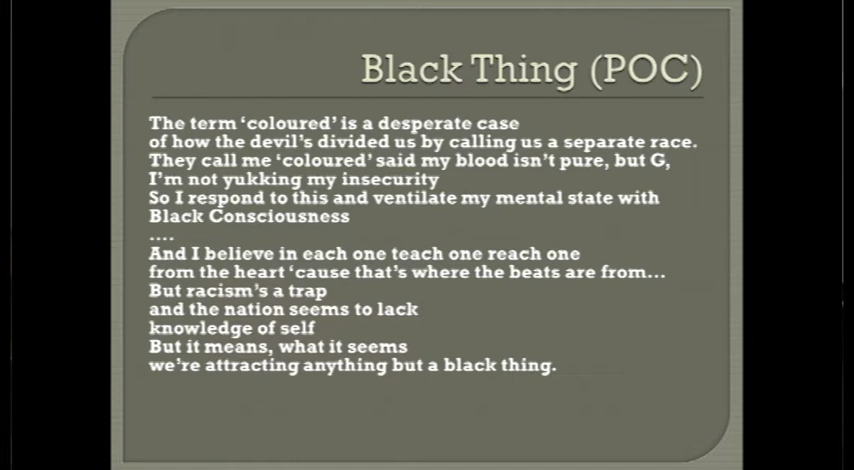 Black Thing (POC)
The term ‘coloured’ is a desperate case
of how the devil’s divided us by calling us a separate race.
They call me ‘coloured’ said my blood isn’t pure, but G,
I’m not yukking my insecurity
So I respond to this and ventilate my mental state with
Black Consciousness
....
And I believe in each one teach one reach one
from the heart ‘cause that’s where the beats are from...
But racism’s a trap
and the nation seems to lack
knowledge of self
But it means, what it seems
we’re attracting anything but a black thing.